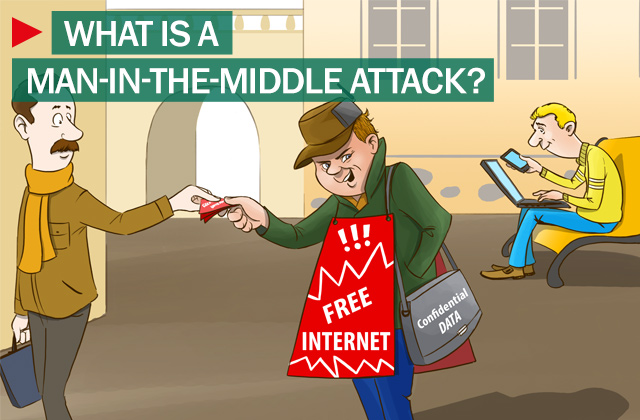 WHAT IS A
MAN-IN-THE-MIDDLE ATTACK?
!!!
FREE
INTERNET
Confidential
DATA